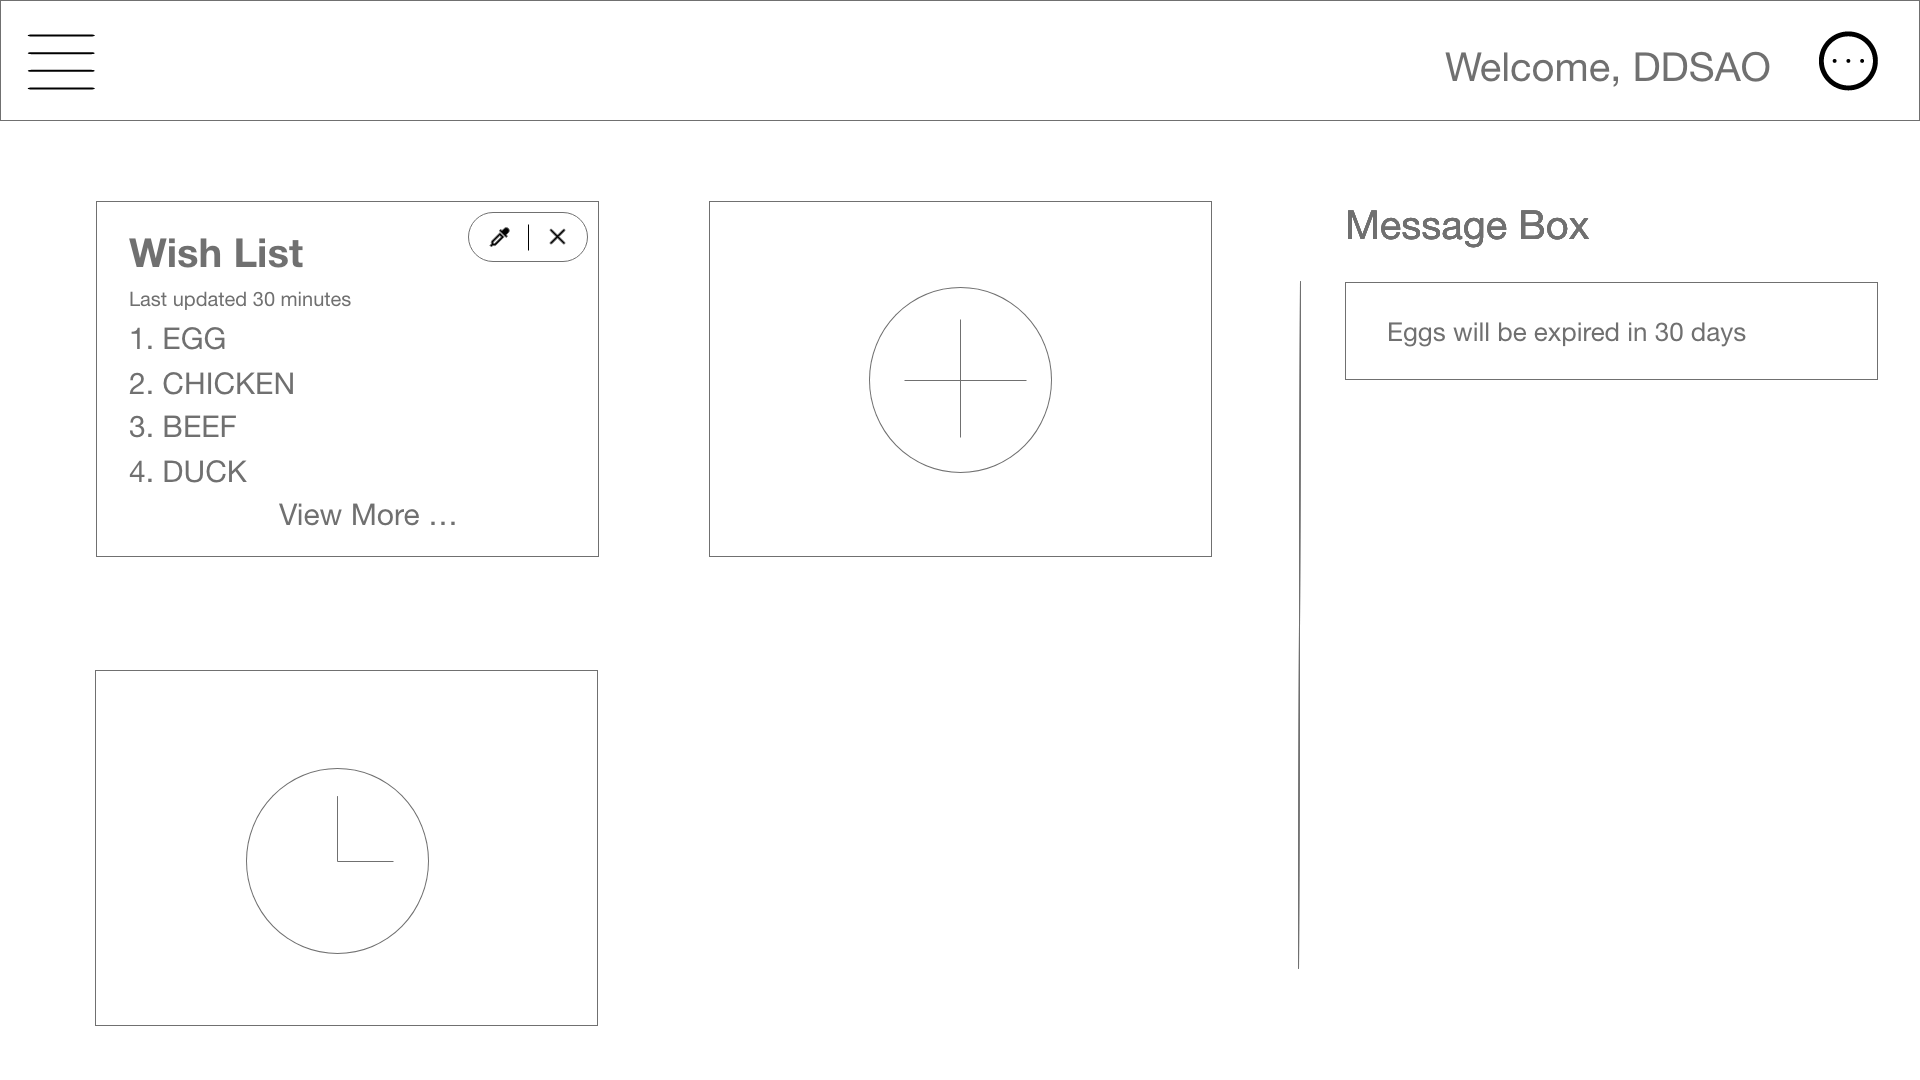 Welcome, DDSAO
Wish List
Last updated 30 minutes
1. EGG
2. CHICKEN
3. BEEF
4. DUCK
View More …
Message Box
Eggs will be expired in 30 days